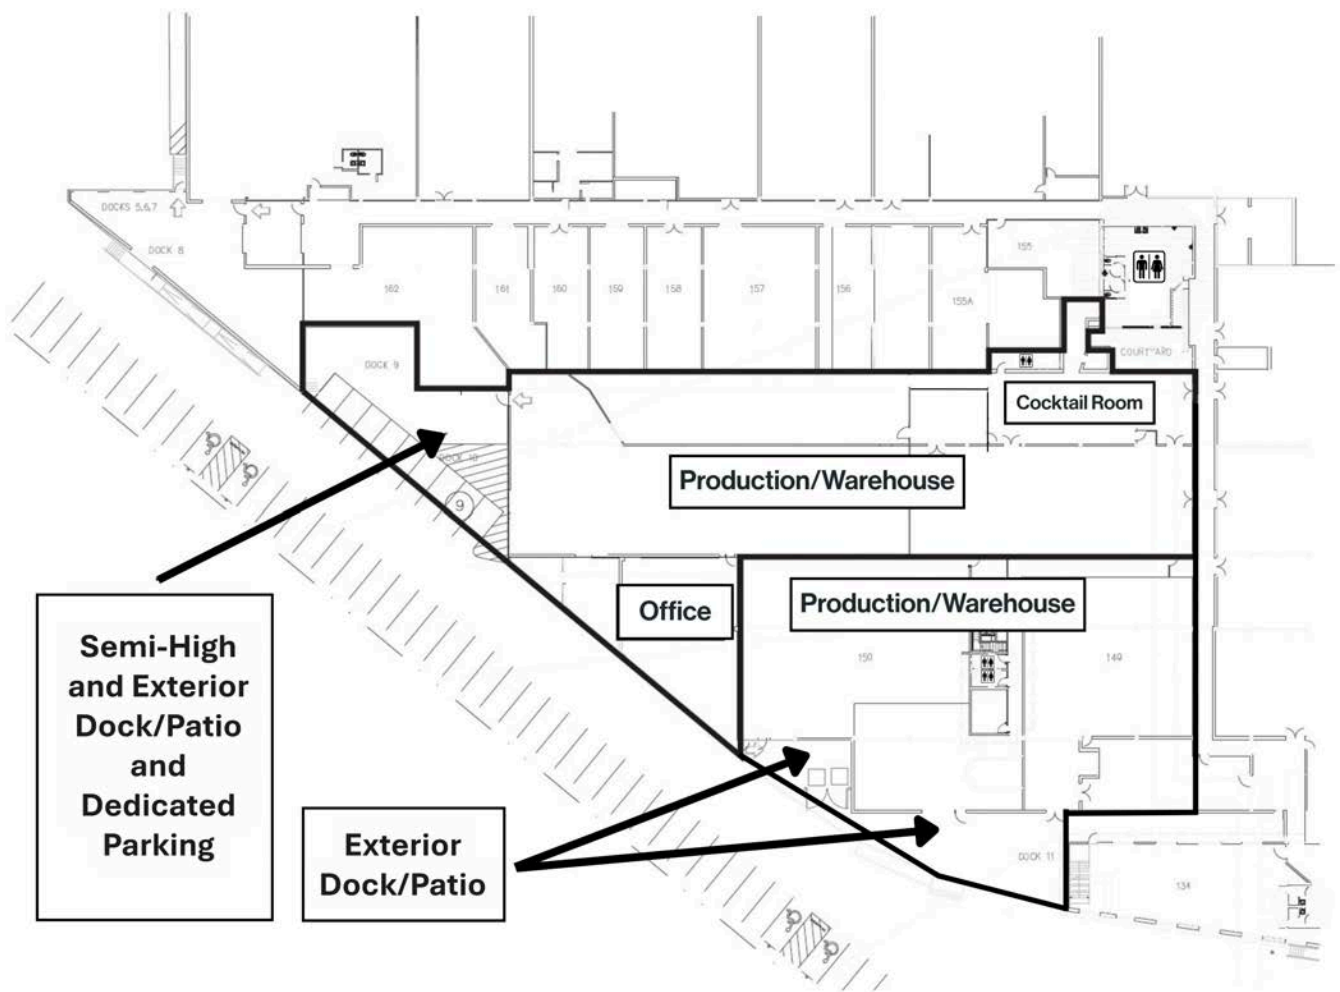 DOCKS 5,6,7
DOCK 8
155
162
161
160
159
158
157
156
155A
COURTYARD
DOCK 9
Cocktail Room
DOCK 10
Production/Warehouse
9
Office
Production/Warehouse
150
149
Semi-High
and Exterior
Dock/Patio
and
Dedicated
Parking
Exterior
Dock/Patio
DOCK 11
134